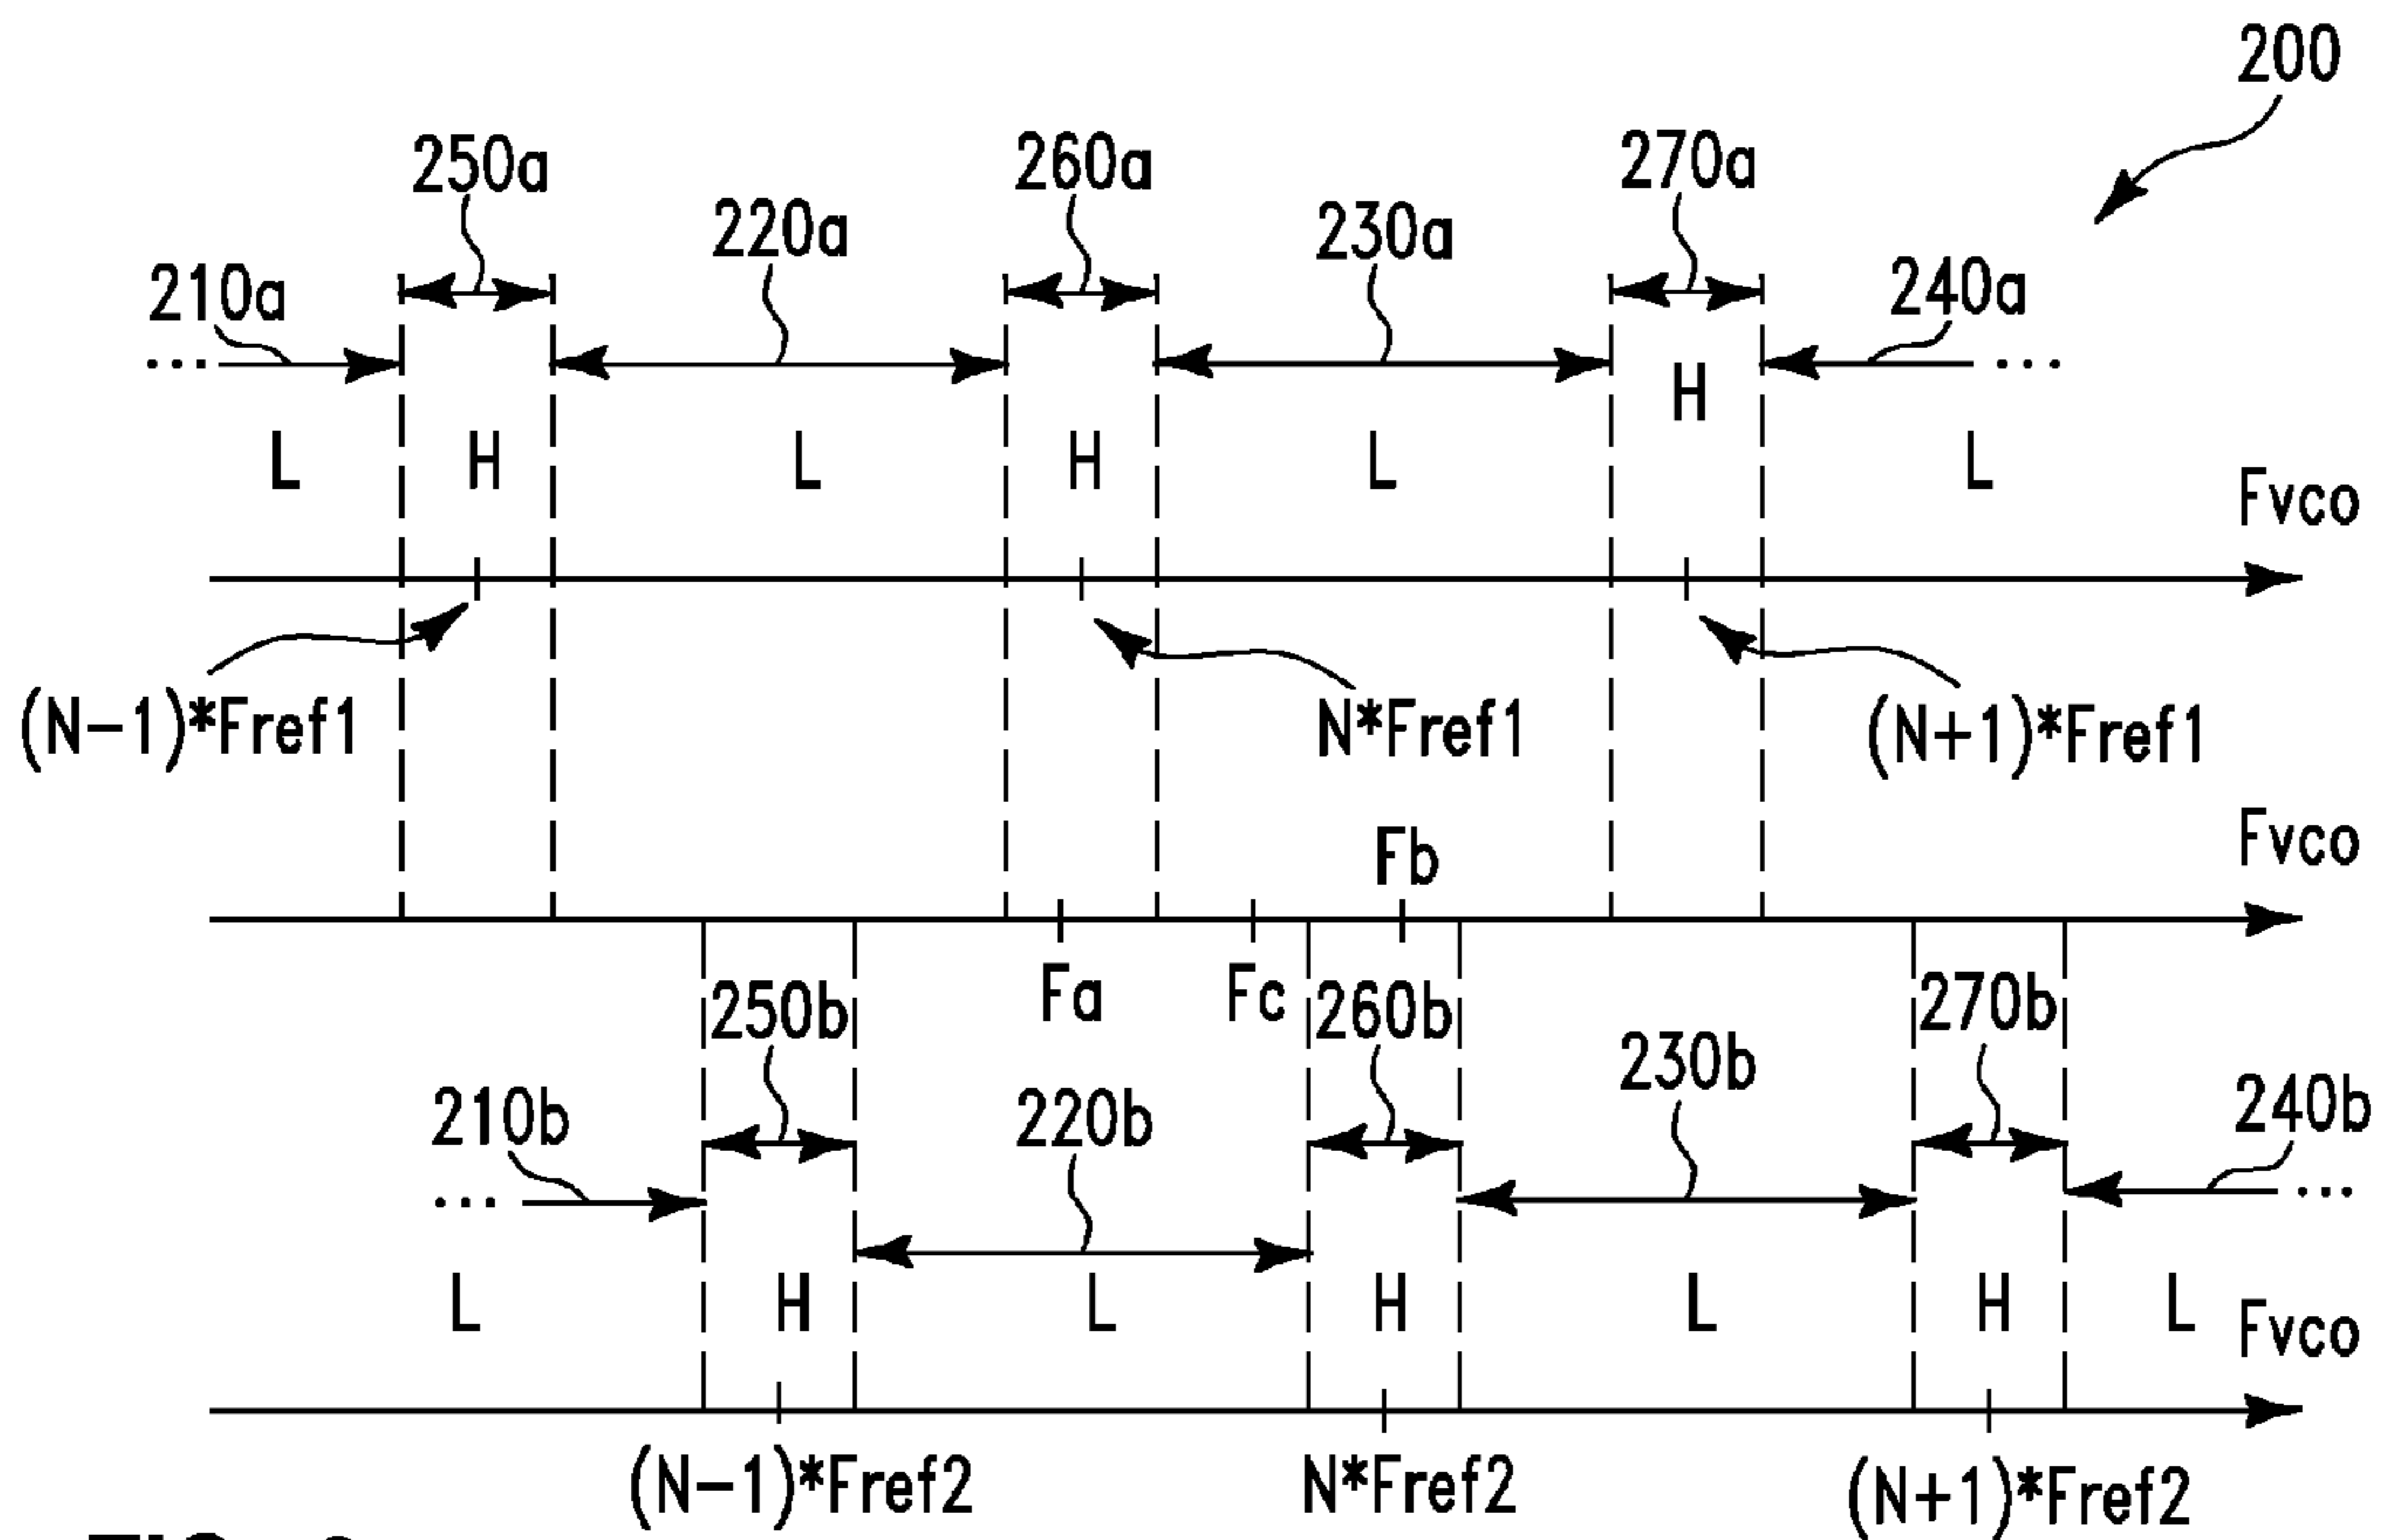 200
250a 260a 270a
220a 230a
210a 240a
... ...
H
L H L H L L
Fvco
(N-1)*Fref1 N*Fref1 (N+1)*Fref1
Fvco
Fb
Fa Fc
250b 260b 270b
230b
210b 220b 240b
... ...
L H L H L H L
Fvco
(N-1)*Fref2 N*Fref2 (N+1)*Fref2